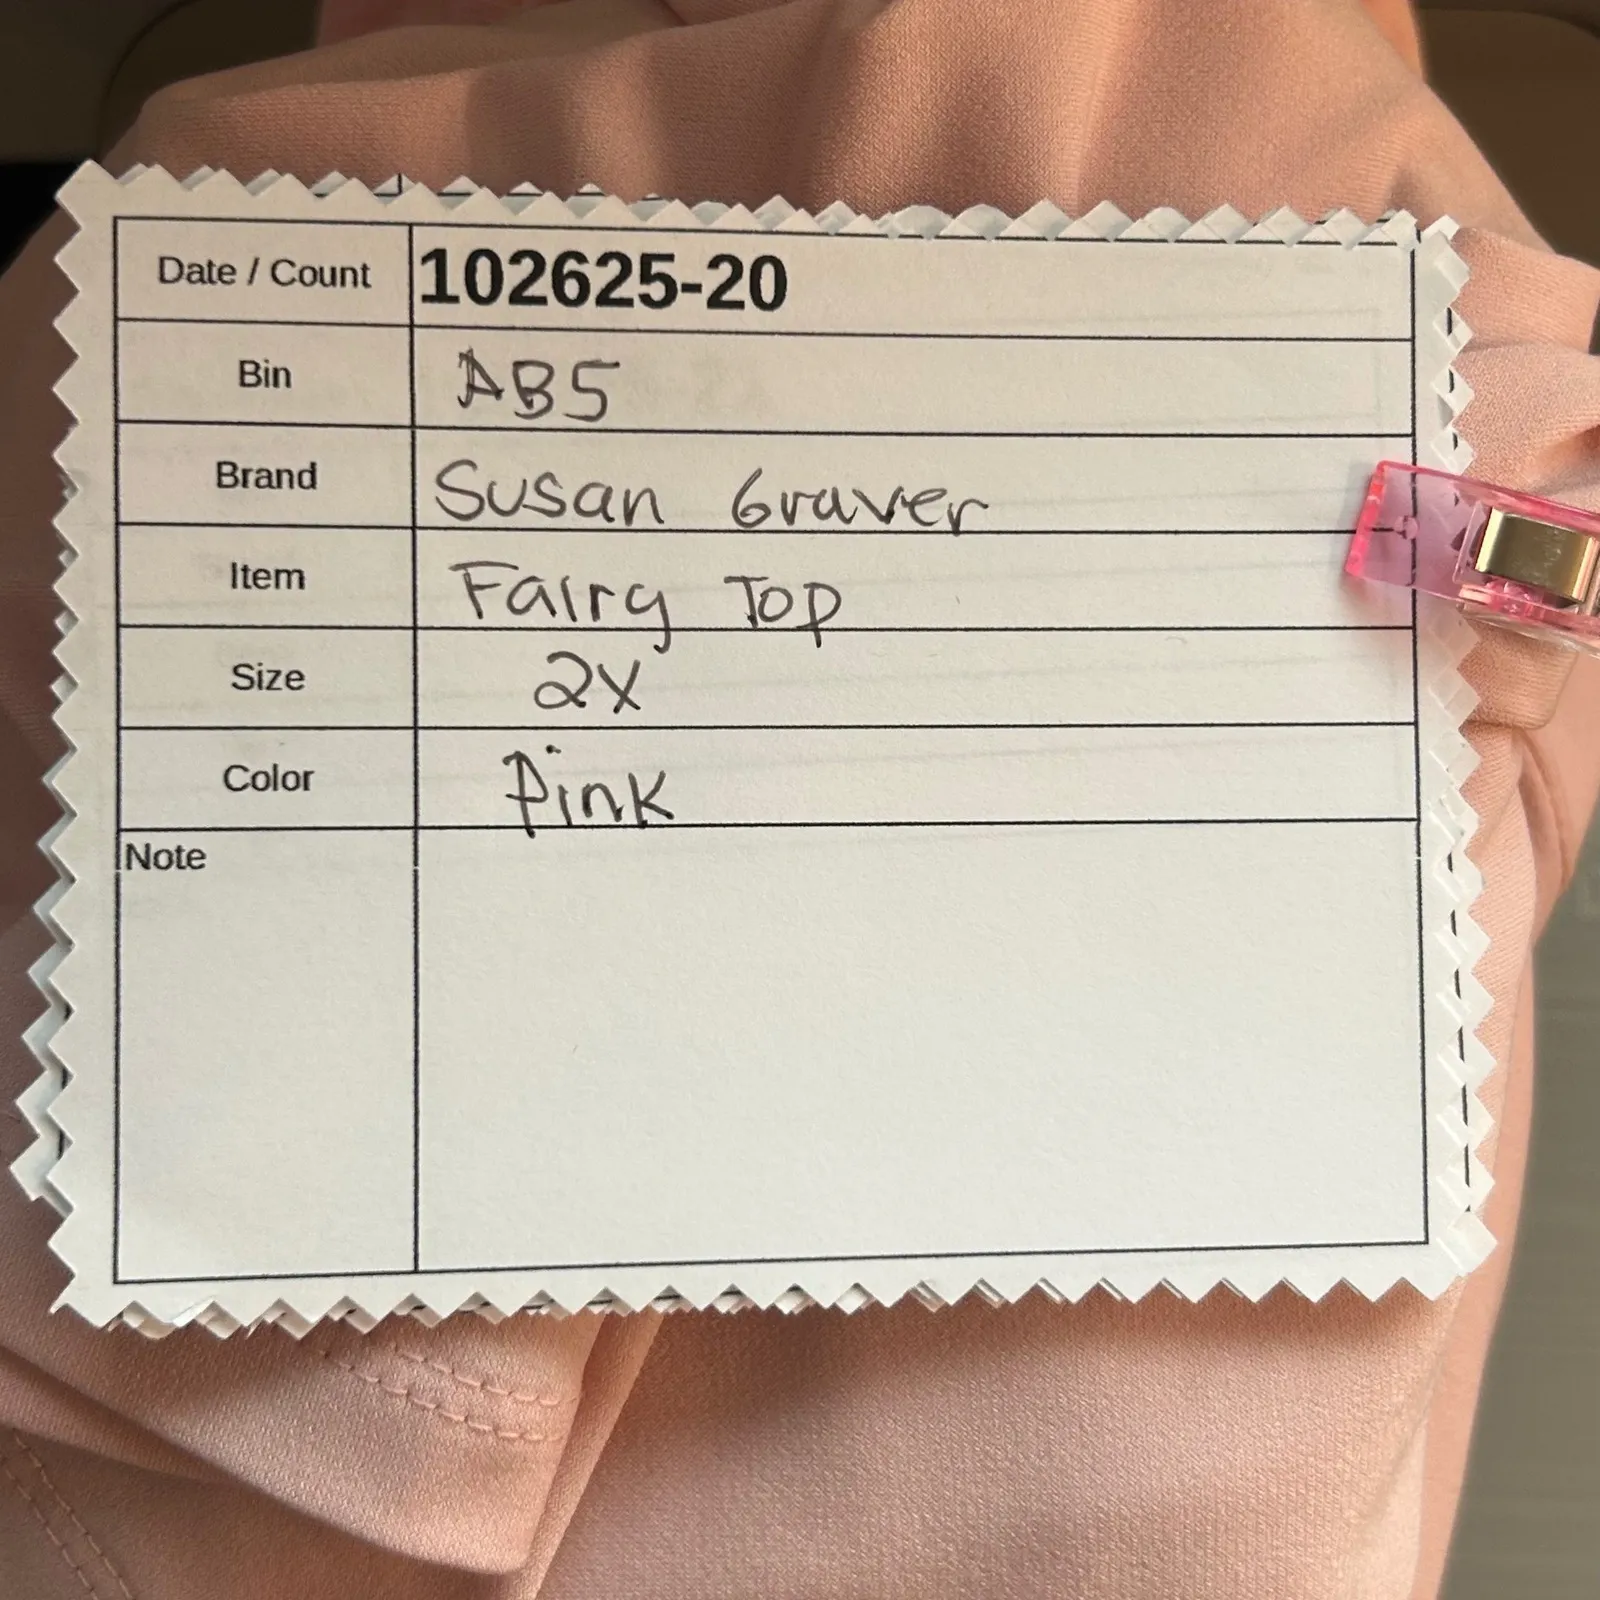 Date / Count 102625-20
Bin AB5
Brand Susan Graver
Item Fairy Top
Size 2X
Color Pink
Note